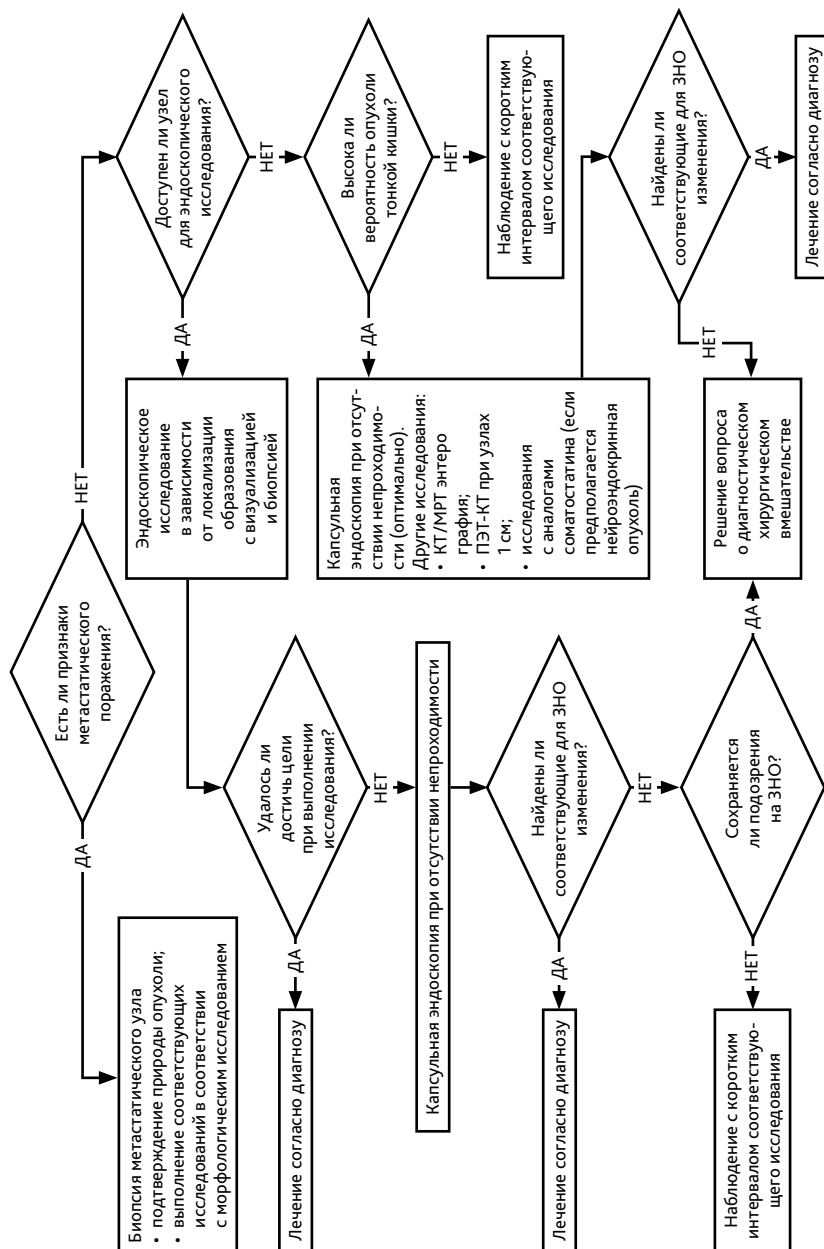 Есть ли признаки
метастатического
поражения?
ДА
НЕТ
Биопсия метастатического узла
• подтверждение природы опухоли;
• выполнение соответствующих
исследований в соответствии
с морфологическим исследованием
Доступен ли узел
для эндоскопического
исследования?
ДА
НЕТ
Эндоскопическое
исследование
в зависимости
от локализации
образования
с визуализацией
и биопсией
Удалось ли
достичь цели
при выполнении
исследования?
ДА
НЕТ
Лечение согласно диагнозу
Высока ли
вероятность опухоли
тонкой кишки?
ДА
НЕТ
Капсульная
эндоскопия при отсут-
ствии непроходимо-
сти (оптимально).
Другие исследования:
• КТ/МРТ энтеро
графия;
• ПЭТ-КТ при узлах
1 см;
• исследования
с аналогами
соматостатина (если
предполагается
нейроэндокринная
опухоль)
Наблюдение с коротким
интервалом соответствую-
щего исследования
Капсульная эндоскопия при отсутствии непроходимости
Найдены ли
соответствующие для ЗНО
изменения?
ДА
НЕТ
Лечение согласно диагнозу
Найдены ли
соответствующие для ЗНО
изменения?
НЕТ
ДА
Сохраняется
ли подозрения
на ЗНО?
НЕТ
ДА
Наблюдение с коротким
интервалом соответствую-
щего исследования
Решение вопроса
о диагностическом
хирургическом
вмешательстве
Лечение согласно диагнозу